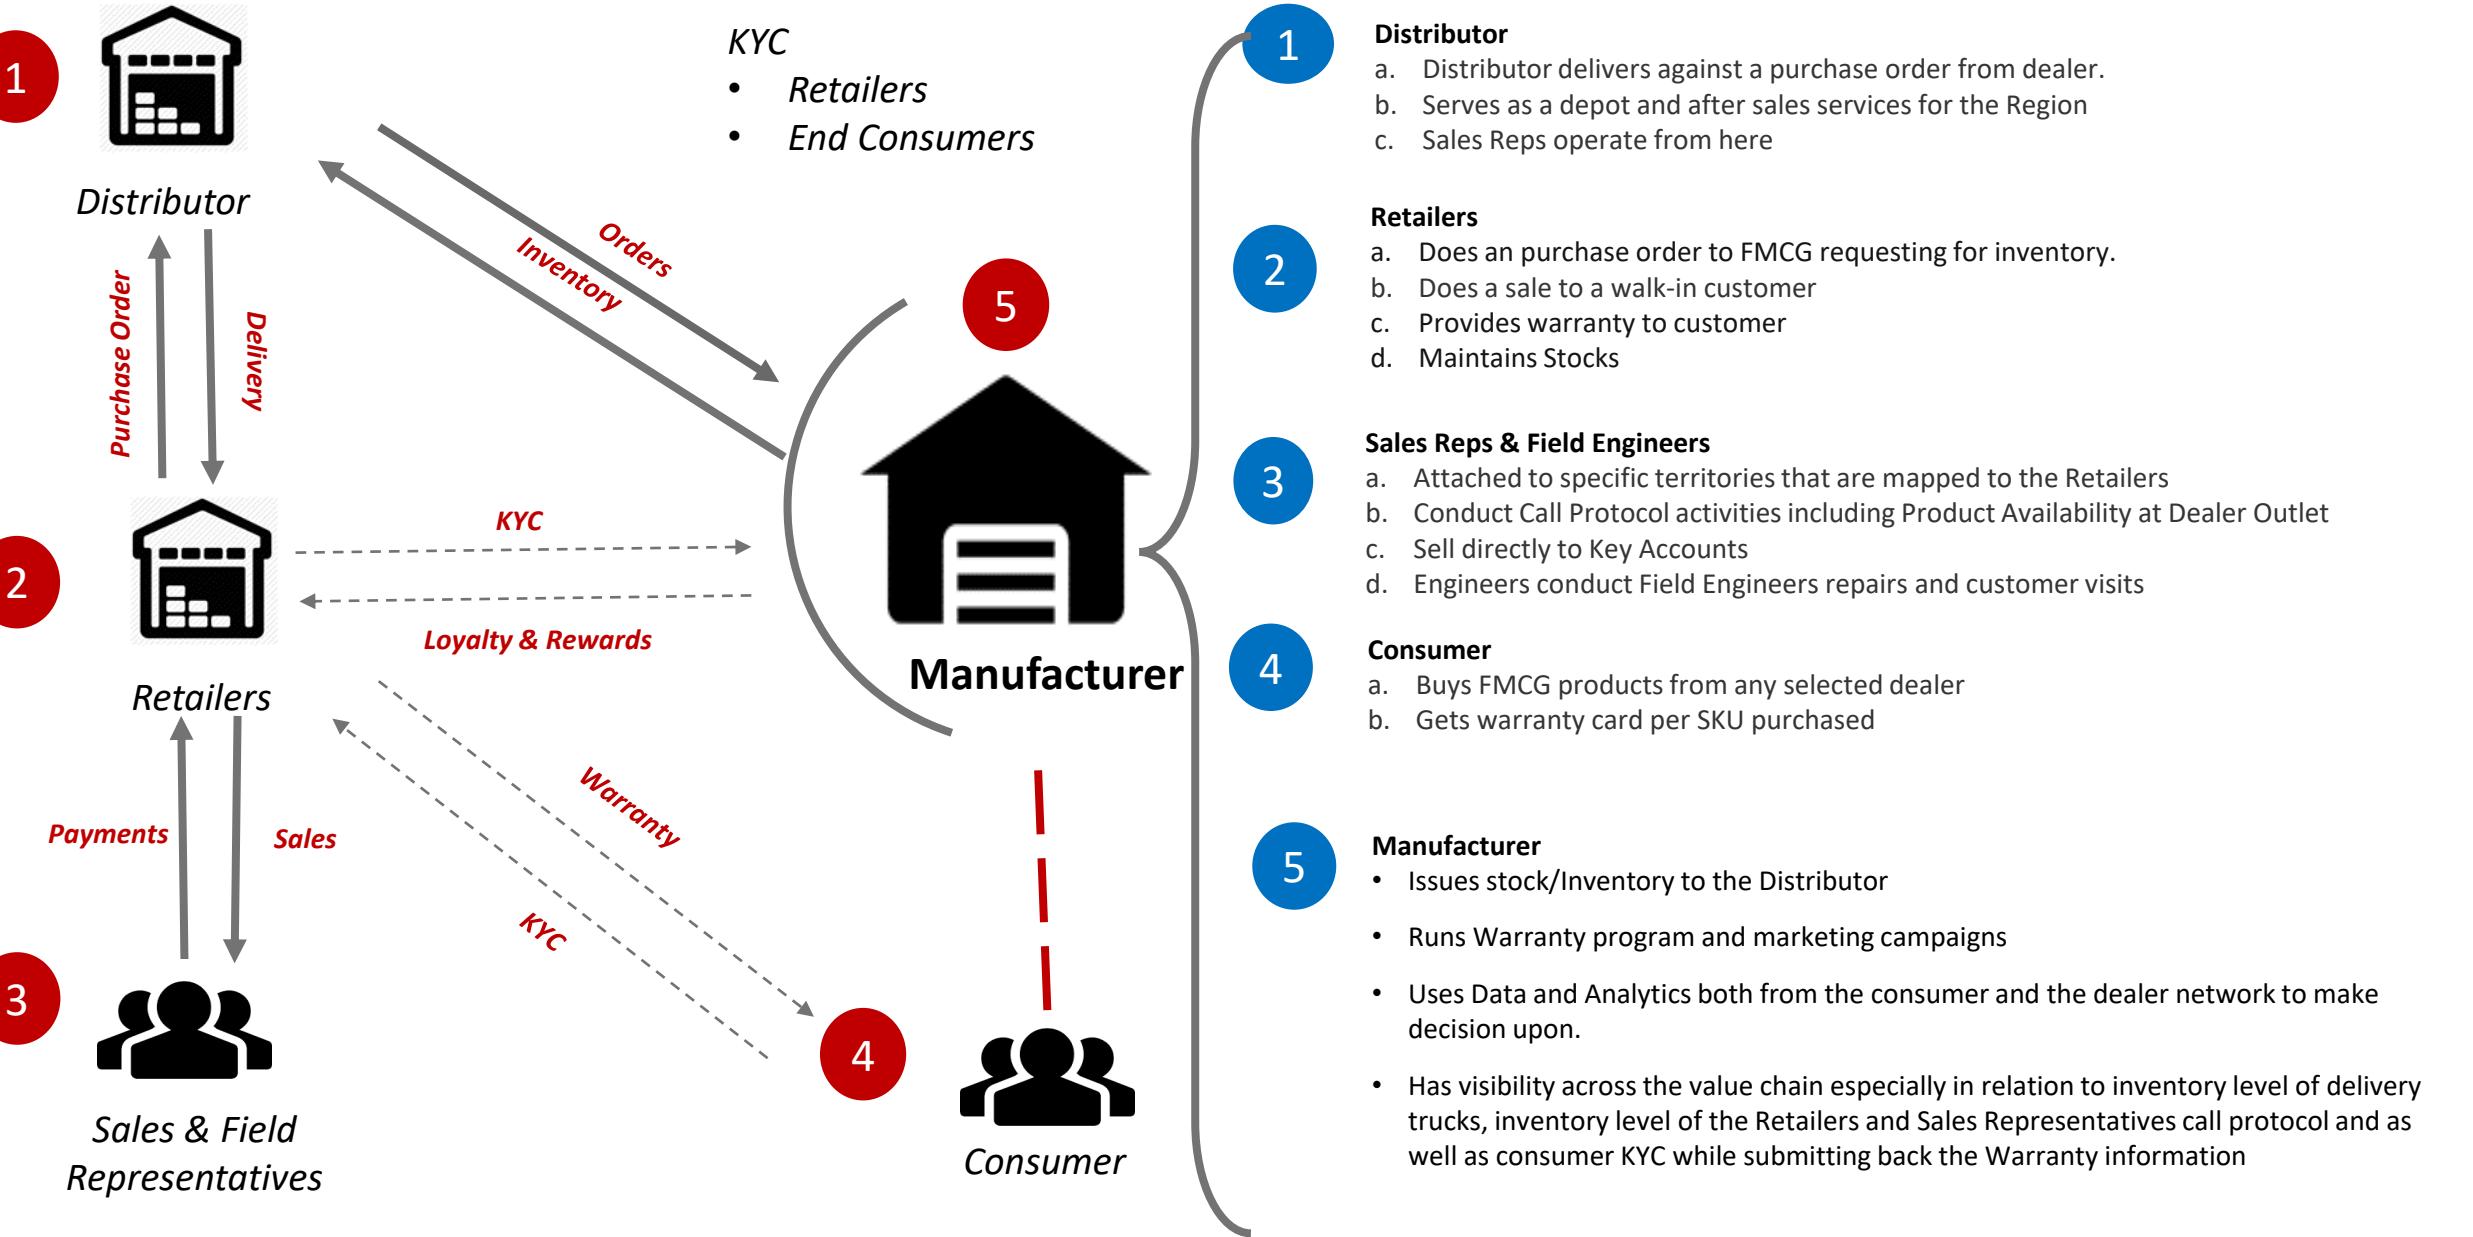 1
Distributor
Purchase Order
Delivery
2
Retailers
Payments
Sales
3
Sales & Field
Representatives
KYC
• Retailers
• End Consumers
Orders
Inventory
KYC
Loyalty & Rewards
Warranty
KYC
5
Manufacturer
4
Consumer
1
Distributor
a. Distributor delivers against a purchase order from dealer.
b. Serves as a depot and after sales services for the Region
c. Sales Reps operate from here
2
Retailers
a. Does an purchase order to FMCG requesting for inventory.
b. Does a sale to a walk-in customer
c. Provides warranty to customer
d. Maintains Stocks
3
Sales Reps & Field Engineers
a. Attached to specific territories that are mapped to the Retailers
b. Conduct Call Protocol activities including Product Availability at Dealer Outlet
c. Sell directly to Key Accounts
d. Engineers conduct Field Engineers repairs and customer visits
4
Consumer
a. Buys FMCG products from any selected dealer
b. Gets warranty card per SKU purchased
5
Manufacturer
• Issues stock/Inventory to the Distributor
• Runs Warranty program and marketing campaigns
• Uses Data and Analytics both from the consumer and the dealer network to make
decision upon.
• Has visibility across the value chain especially in relation to inventory level of delivery
trucks, inventory level of the Retailers and Sales Representatives call protocol and as
well as consumer KYC while submitting back the Warranty information